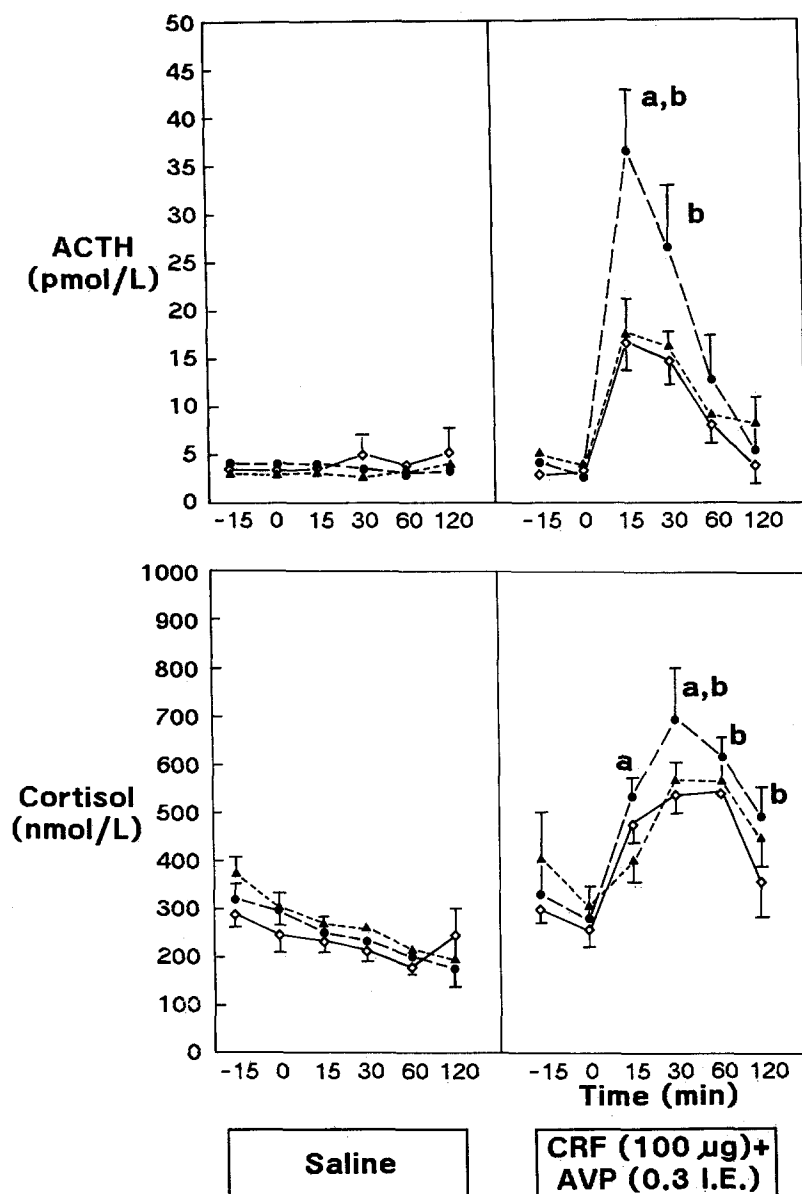 50
45
40
35
30
25
20
15
10
5
0
ACTH
(pmol/L)
a,b
b
-15 0 15 30 60 120
-15 0 15 30 60 120
1000
900
800
700
600
500
400
300
200
100
0
Cortisol
(nmol/L)
a
a,b
b
b
-15 0 15 30 60 120
-15 0 15 30 60 120
Time (min)
Saline
CRF (100 µg)+
AVP (0.3 I.E.)